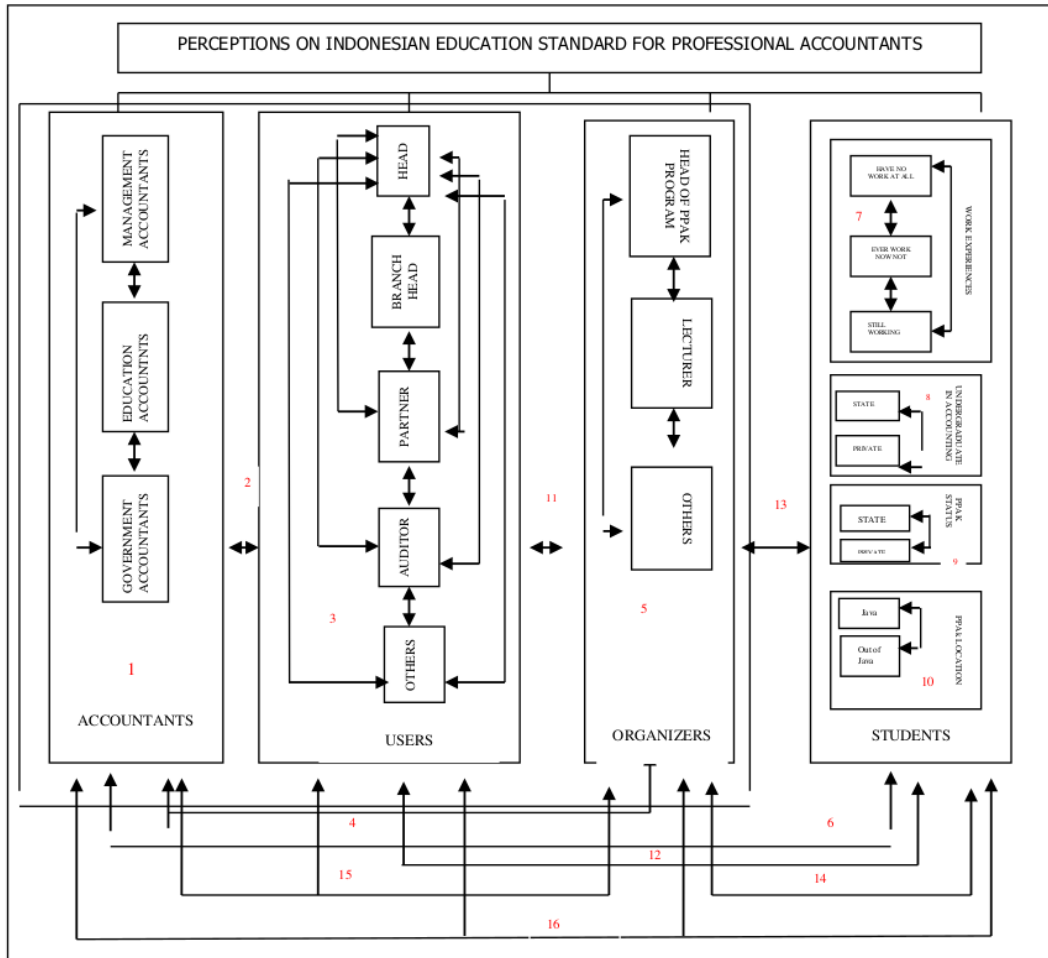 PERCEPTIONS ON INDONESIAN EDUCATION STANDARD FOR PROFESSIONAL ACCOUNTANTS
MANAGEMENT
ACCOUNTANTS
EDUCATION
ACCOUNTNTS
GOVERNMENT
ACCOUNTANTS
1
ACCOUNTANTS
2
HEAD
BRANCH
HEAD
PARTNER
AUDITOR
OTHERS
3
USERS
11
HEAD OF PPAK
PROGRAM
LECTURER
OTHERS
5
ORGANIZERS
13
HAVE NO
WORK AT ALL
7
EVER WORK
NOW NOT
STILL
WORKING
WORK EXPERIENCES
STATE
8
PRIVATE
UNDERGRADUATE
IN ACCOUNTING
STATE
PRIVATE
PPAK
STATUS
9
Java
Out of
Java
10
PPAk LOCATION
STUDENTS
4
6
12
15
14
16